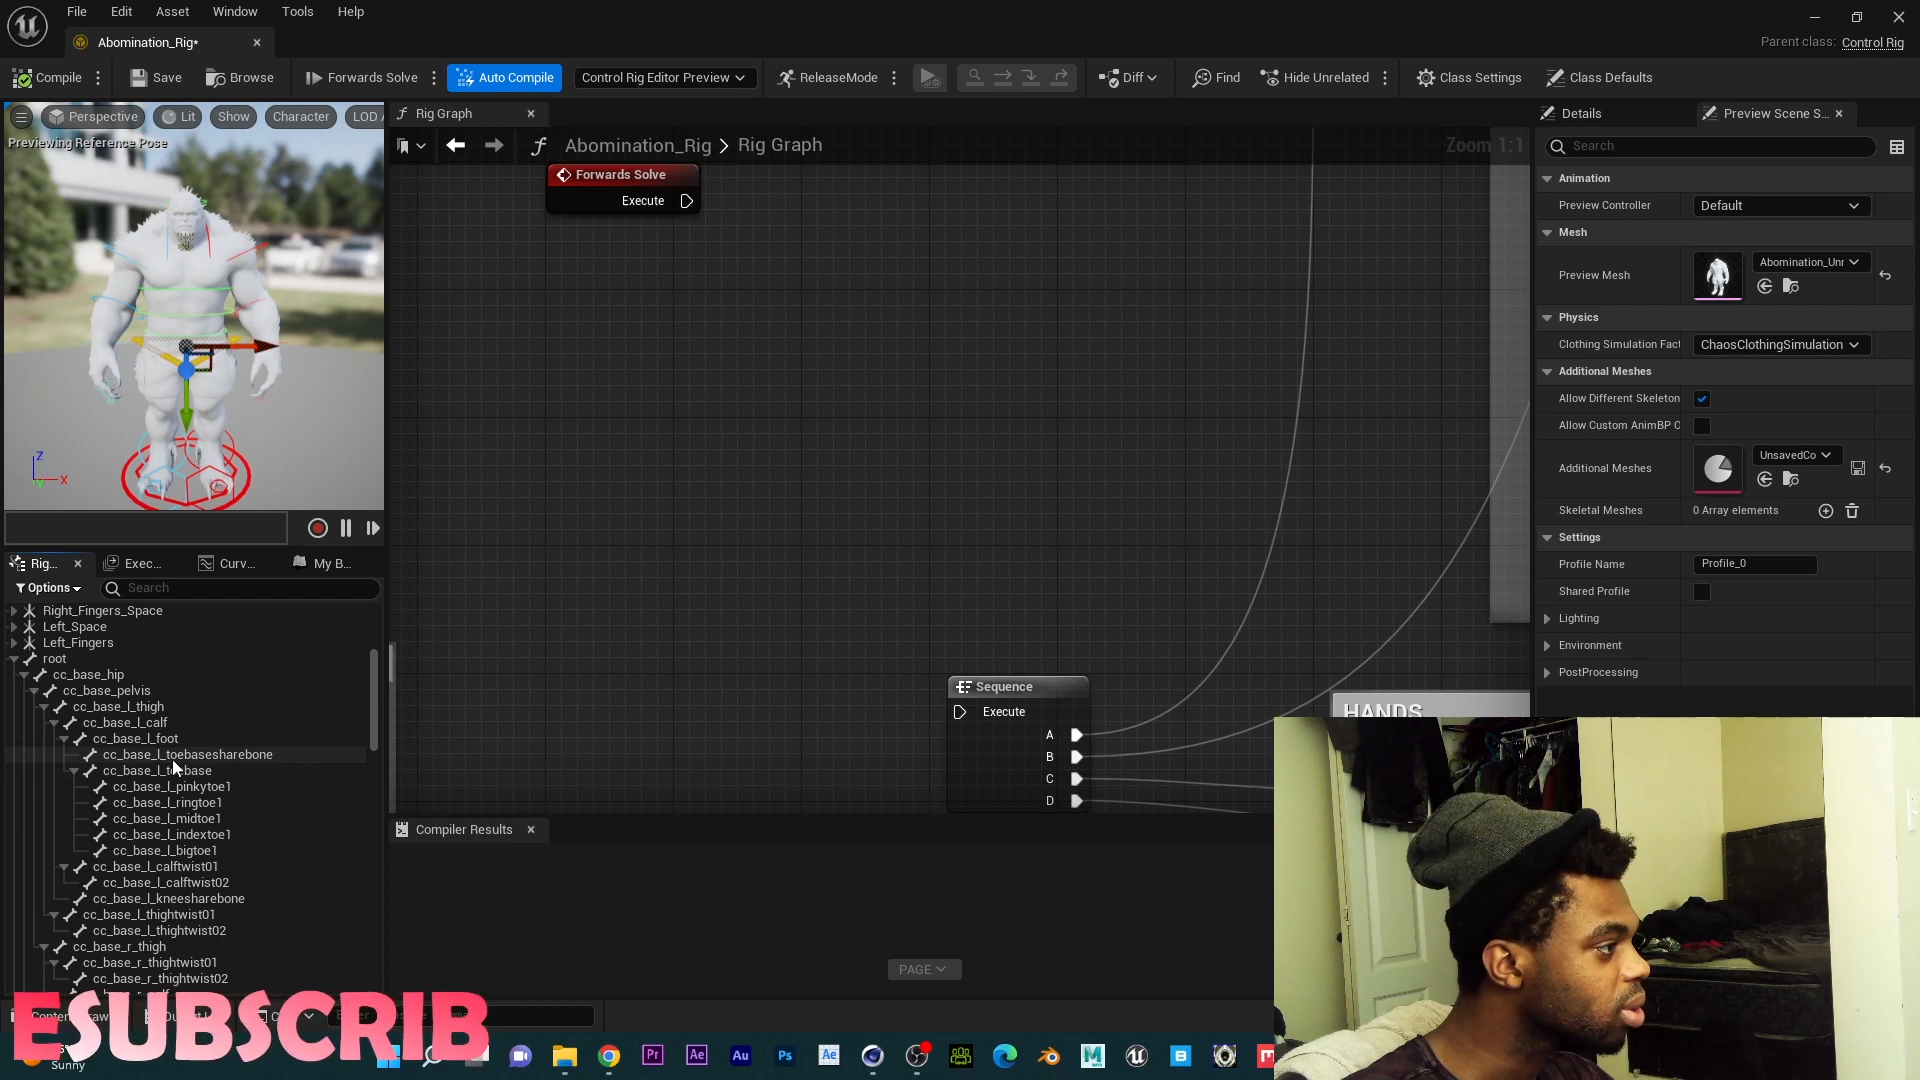 File Edit Asset Window Tools Help
Abomination_Rig*
Parent class: Control Rig
Compile Save Browse Forwards Solve Auto Compile Control Rig Editor Preview ReleaseMode Diff Find Hide Unrelated Class Settings Class Defaults
Perspective Lit Show Character LOD
Previewing Reference Pose
Z
X
Y
Rig Graph
Abomination_Rig > Rig Graph
Zoom 1:1
Forwards Solve
Execute
Sequence
Execute
A
B
C
D
HANDS
Compiler Results
PAGE
Rig... Exec... Curv... My B...
Options Search
Right_Fingers_Space
Left_Space
Left_Fingers
root
cc_base_hip
cc_base_pelvis
cc_base_l_thigh
cc_base_l_calf
cc_base_l_foot
cc_base_l_toebasesharebone
cc_base_l_toebase
cc_base_l_pinkytoe1
cc_base_l_ringtoe1
cc_base_l_midtoe1
cc_base_l_indextoe1
cc_base_l_bigtoe1
cc_base_l_calftwist01
cc_base_l_calftwist02
cc_base_l_kneesharebone
cc_base_l_thightwist01
cc_base_l_thightwist02
cc_base_r_thigh
cc_base_r_thightwist01
cc_base_r_thightwist02
Details Preview Scene S...
Search
Animation
Preview Controller Default
Mesh
Preview Mesh Abomination_Unr
Physics
Clothing Simulation Fact ChaosClothingSimulation
Additional Meshes
Allow Different Skeleton
Allow Custom AnimBP O
Additional Meshes UnsavedCo
Skeletal Meshes 0 Array elements
Settings
Profile Name Profile_0
Shared Profile
Lighting
Environment
PostProcessing
ESUBSCRIB
Sunny
Pr Ae Au Ps Ae